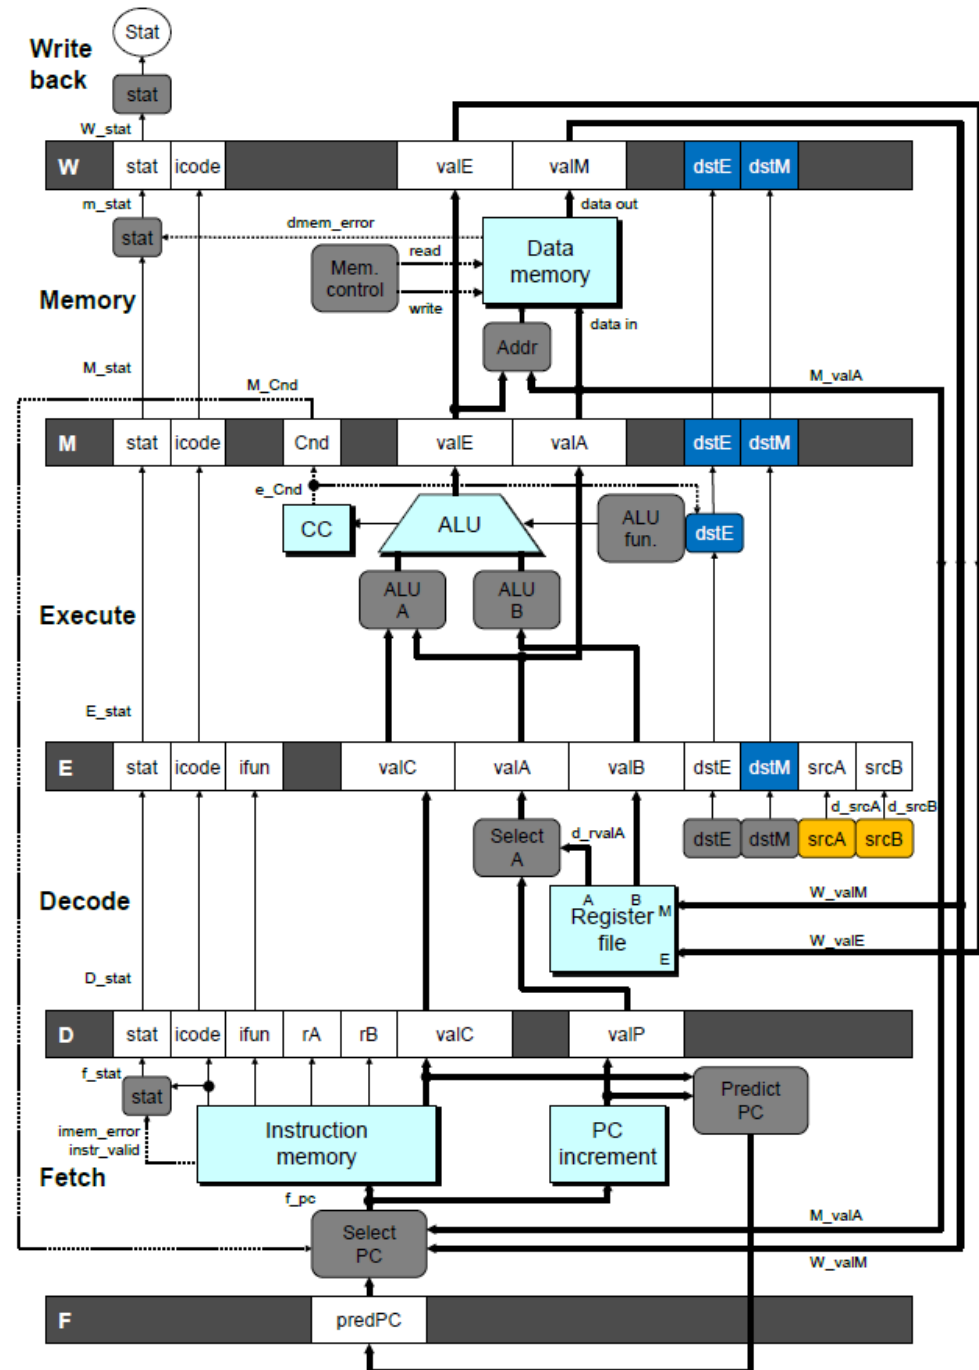 Stat
Write
back
stat
W_stat
W
stat
icode
valE
valM
dstE
dstM
m_stat
data out
dmem_error
stat
read
Mem.
control
Data
memory
write
Memory
data in
Addr
M_stat
M_Cnd
M_valA
M
stat
icode
Cnd
valE
valA
dstE
dstM
e_Cnd
CC
ALU
ALU
fun.
dstE
ALU
A
ALU
B
Execute
E_stat
E
stat
icode
ifun
valC
valA
valB
dstE
dstM
srcA
srcB
d_srcA
d_srcB
Select
A
d_rvalA
dstE
dstM
srcA
srcB
Decode
A
B
M
Register
file
E
W_valM
W_valE
D_stat
D
stat
icode
ifun
rA
rB
valC
valP
f_stat
stat
Predict
PC
imem_error
instr_valid
Instruction
memory
PC
increment
Fetch
f_pc
M_valA
Select
PC
W_valM
F
predPC